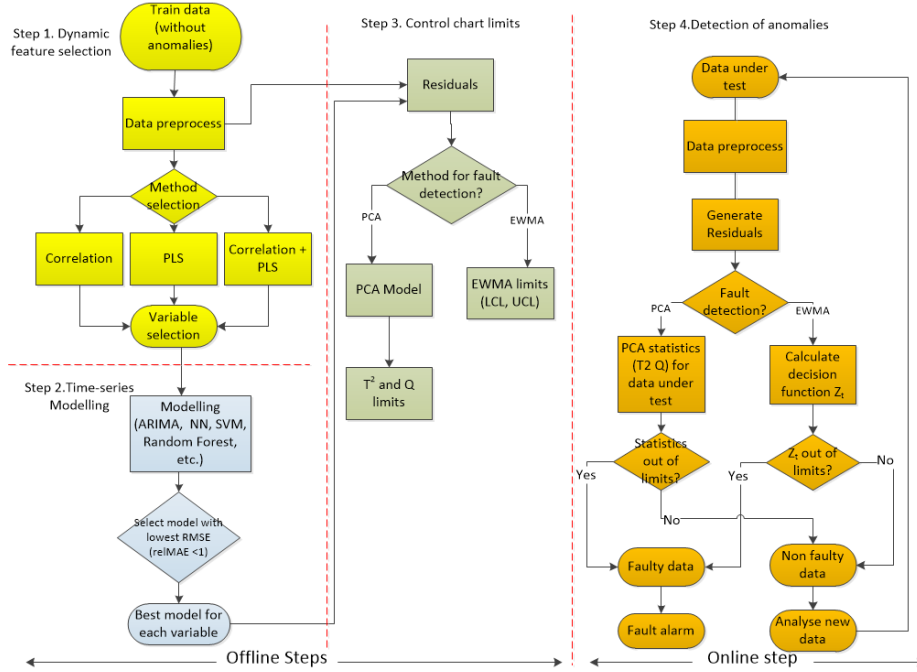 Step 1. Dynamic
feature selection
Train data
(without
anomalies)
Data preprocess
Method
selection
Correlation
PLS
Correlation +
PLS
Variable
selection
Step 2.Time-series
Modelling
Modelling
(ARIMA, NN, SVM,
Random Forest,
etc.)
Select model with
lowest RMSE
(relMAE <1)
Best model for
each variable
Step 3. Control chart limits
Residuals
Method for fault
detection?
PCA
EWMA
PCA Model
EWMA limits
(LCL, UCL)
T² and Q
limits
Step 4.Detection of anomalies
Data under
test
Data preprocess
Generate
Residuals
Fault
detection?
PCA
EWMA
PCA statistics
(T2 Q) for
data under
test
Calculate
decision
function Zt
Statistics
out of
limits?
Zt out of
limits?
Yes
Yes
No
No
Faulty data
Non faulty
data
Fault alarm
Analyse new
data
Offline Steps
Online step